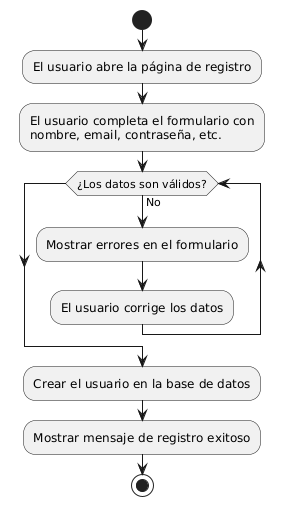 El usuario abre la página de registro
El usuario completa el formulario con
nombre, email, contraseña, etc.
¿Los datos son válidos?
No
Mostrar errores en el formulario
El usuario corrige los datos
Crear el usuario en la base de datos
Mostrar mensaje de registro exitoso